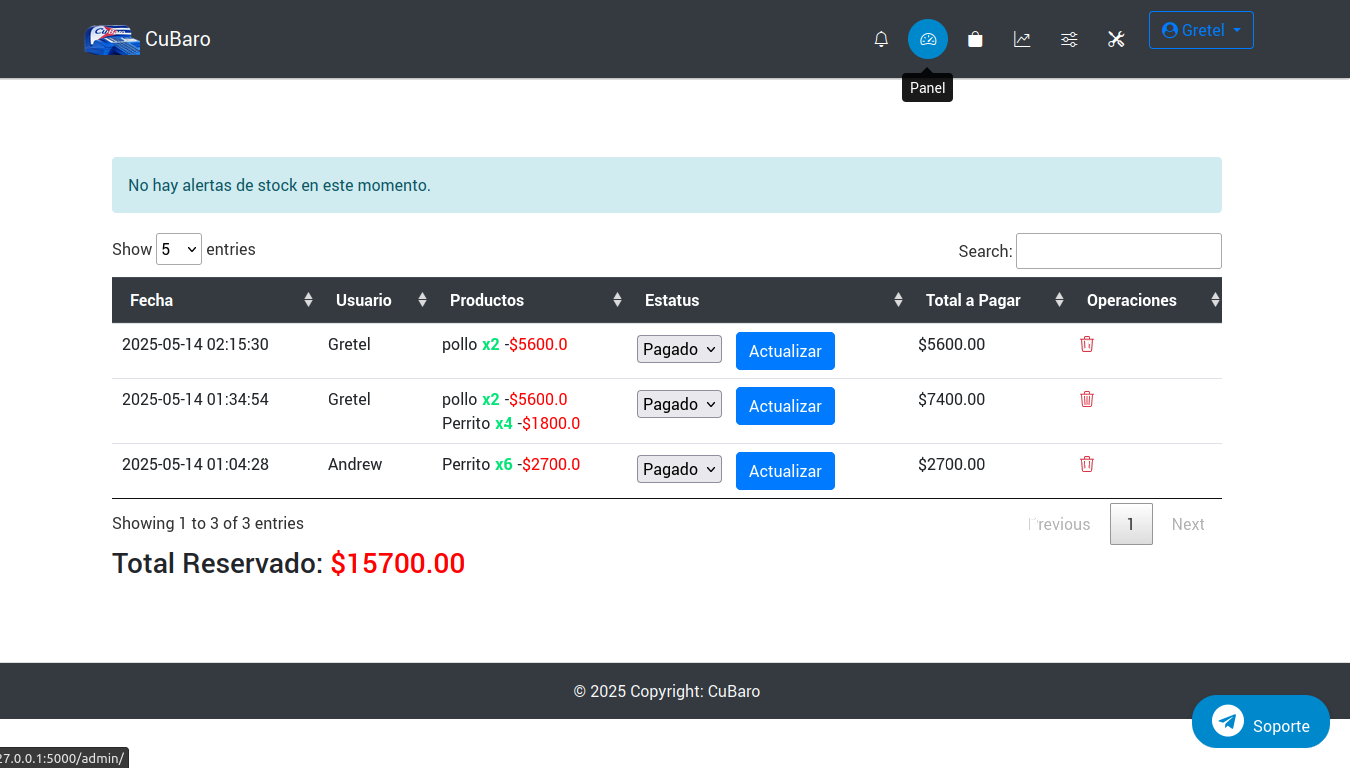 CuBaro
Gretel
Panel
No hay alertas de stock en este momento.
Show 5 entries
Search:
Fecha Usuario Productos Estatus Total a Pagar Operaciones
2025-05-14 02:15:30 Gretel pollo x2 -$5600.0 Pagado Actualizar $5600.00
2025-05-14 01:34:54 Gretel pollo x2 -$5600.0 Pagado Actualizar $7400.00
Perrito x4 -$1800.0
2025-05-14 01:04:28 Andrew Perrito x6 -$2700.0 Pagado Actualizar $2700.00
Showing 1 to 3 of 3 entries
Previous 1 Next
Total Reservado: $15700.00
© 2025 Copyright: CuBaro
Soporte
27.0.0.1:5000/admin/